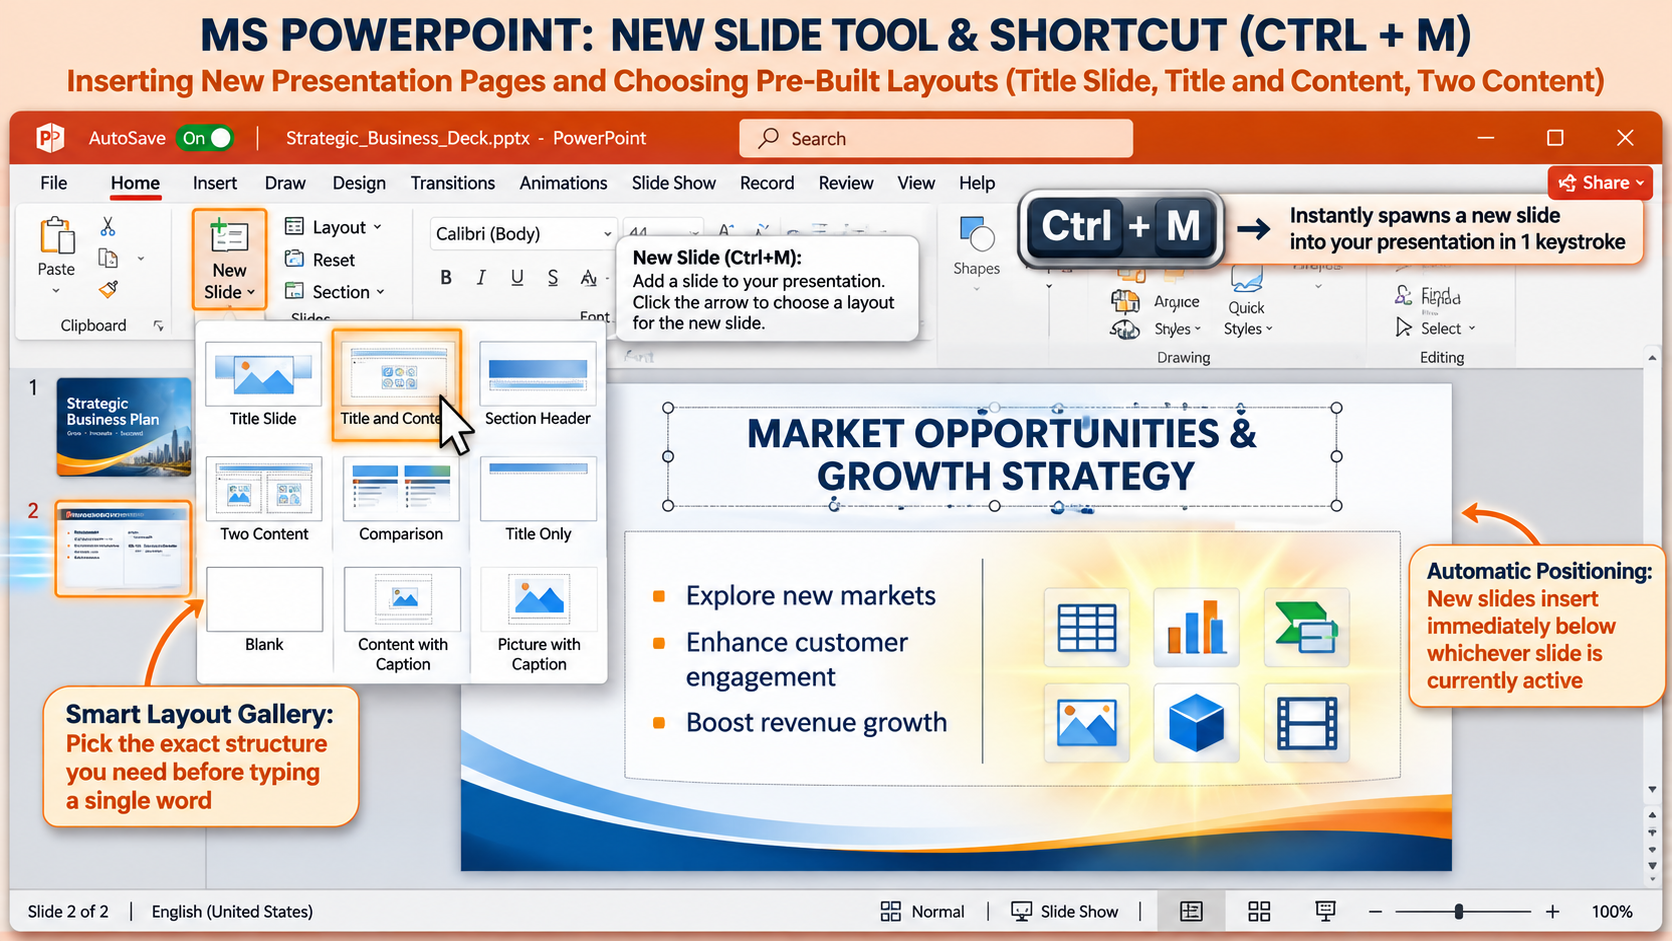 MS POWERPOINT: NEW SLIDE TOOL & SHORTCUT (CTRL + M)
Inserting New Presentation Pages and Choosing Pre-Built Layouts (Title Slide, Title and Content, Two Content)
AutoSave On Strategic_Business_Deck.pptx - PowerPoint
Search
File Home Insert Draw Design Transitions Animations Slide Show Record Review View Help
Share
Paste
Clipboard
New
Slide
Layout
Reset
Section
Slides
Calibri (Body)
44
B I U S
Font
New Slide (Ctrl+M):
Add a slide to your presentation.
Click the arrow to choose a layout
for the new slide.
Shapes
Ctrl + M
Instantly spawns a new slide
into your presentation in 1 keystroke
Styles
Quick
Styles
Drawing
Select
Editing
1
Strategic
Business Plan
2
Title Slide
Title and Conte
Section Header
Two Content
Comparison
Title Only
Blank
Content with
Caption
Picture with
Caption
Smart Layout Gallery:
Pick the exact structure
you need before typing
a single word
MARKET OPPORTUNITIES &
GROWTH STRATEGY
Explore new markets
Enhance customer
engagement
Boost revenue growth
Automatic Positioning:
New slides insert
immediately below
whichever slide is
currently active
Slide 2 of 2 English (United States)
Normal Slide Show 100%